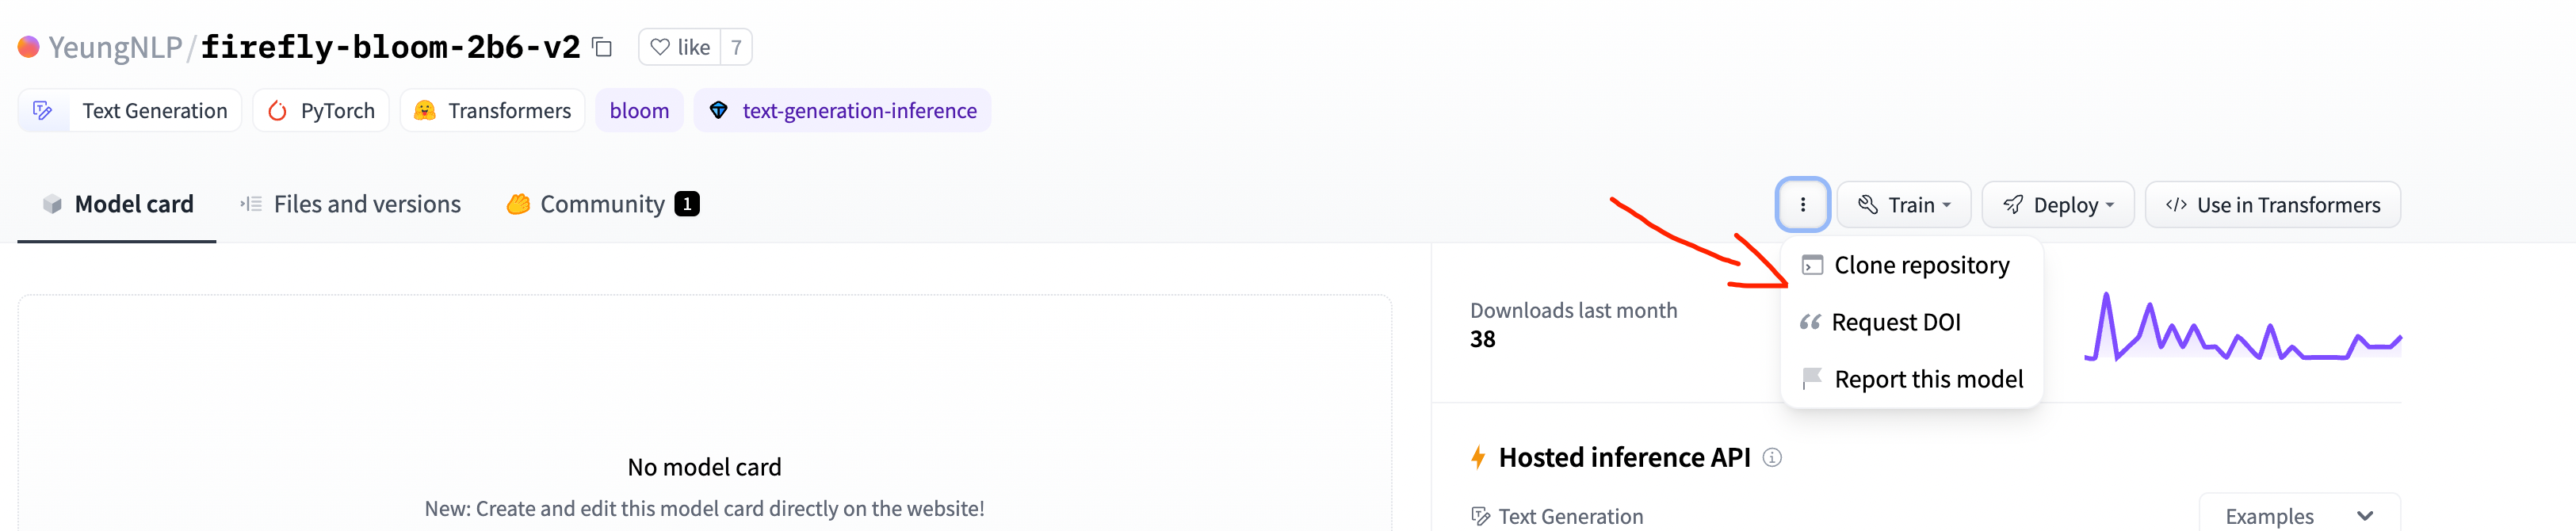 YeungNLP/firefly-bloom-2b6-v2 like 7
Text Generation PyTorch Transformers bloom text-generation-inference
Model card Files and versions Community 1 Train Deploy </> Use in Transformers
Clone repository
Request DOI
Report this model
Downloads last month
38
No model card
New: Create and edit this model card directly on the website!
Hosted inference API
Text Generation Examples